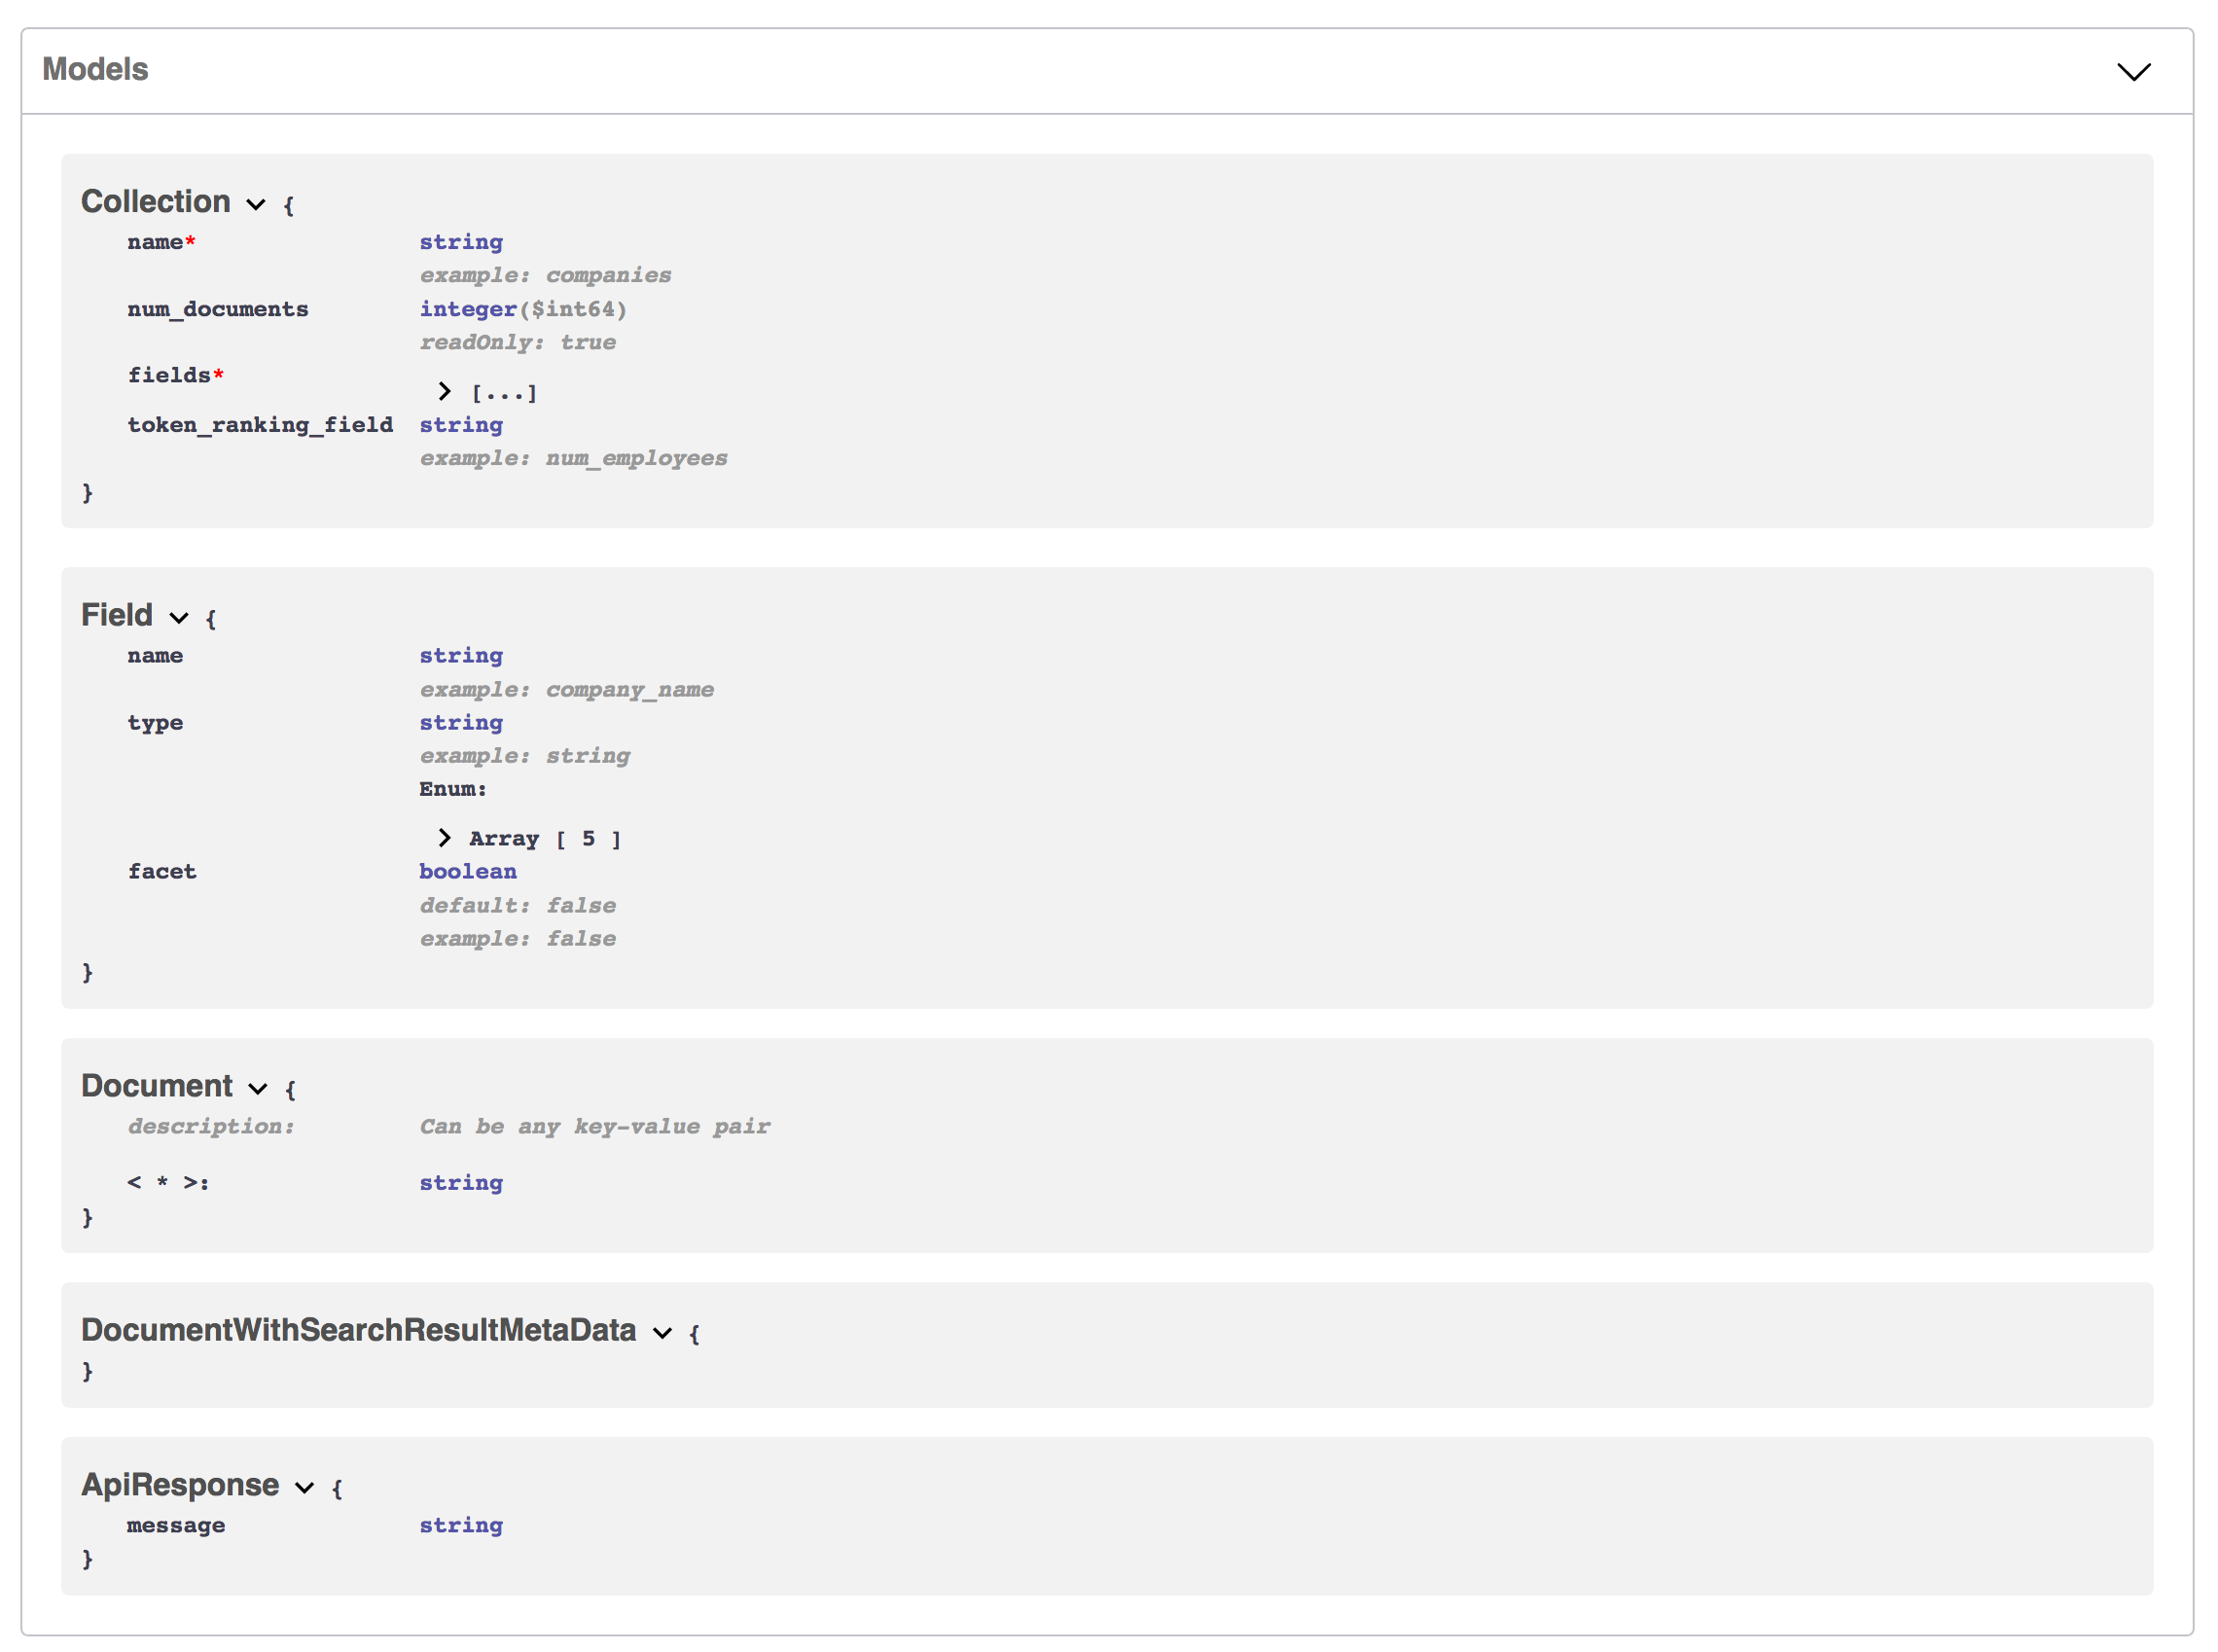 Models
Collection {
name* string
example: companies
num_documents integer($int64)
readOnly: true
fields*
[...]
token_ranking_field string
example: num_employees
}
Field {
name string
example: company_name
type string
example: string
Enum:
Array [ 5 ]
facet boolean
default: false
example: false
}
Document {
description: Can be any key-value pair
< * >: string
}
DocumentWithSearchResultMetaData {
}
ApiResponse {
message string
}